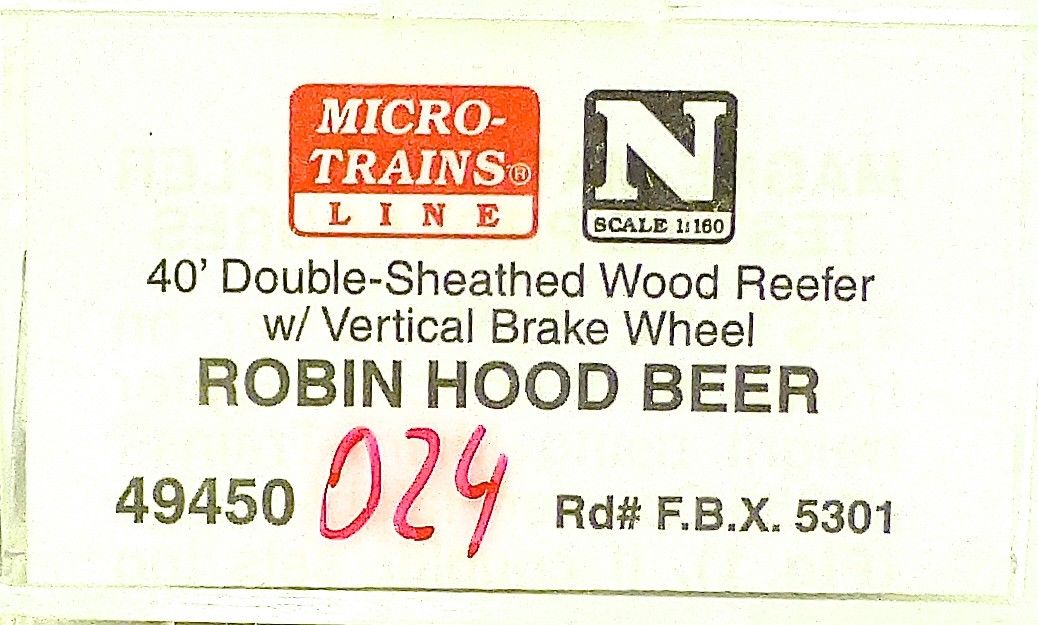 MICRO-
TRAINS®
LINE
N
SCALE 1:160
40' Double-Sheathed Wood Reefer
w/ Vertical Brake Wheel
ROBIN HOOD BEER
49450 024 Rd# F.B.X. 5301